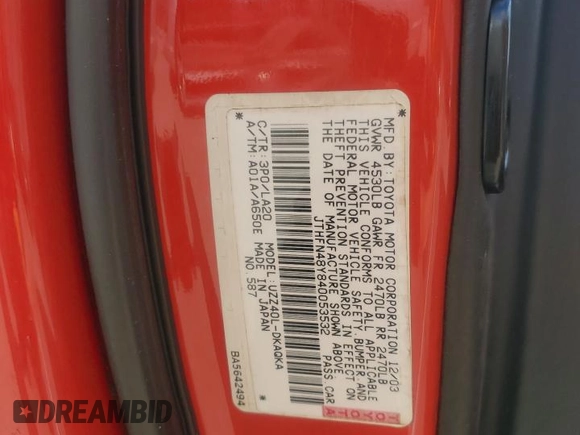 MFD.BY:TOYOTA MOTOR CORPORATION 12/03
GVWR 4530LB GAWR FR 2470LB RR 2470LB
THIS VEHICLE CONFORMS TO ALL APPLICABLE
FEDERAL MOTOR VEHICLE SAFETY,BUMPER,AND
THEFT PREVENTION STANDARDS IN EFFECT ON
THE DATE OF MANUFACTURE SHOWN ABOVE.
JTHFN48Y840053532 PASS.CAR
TOYOTA
C/TR: 3P0/LA20 MODEL:UZZ40L-DKAQKA
A/TM: A01A/A650E MADE IN JAPAN
NO.587
BA5642494
DREAMBID